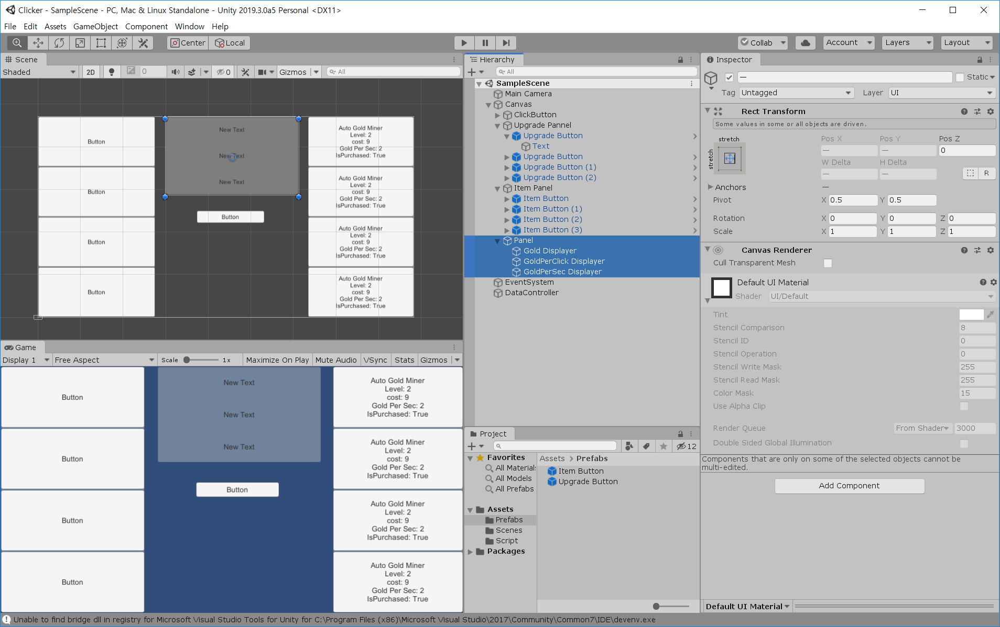 Clicker - SampleScene - PC, Mac & Linux Standalone - Unity 2019.3.0a5 Personal <DX11>
File Edit Assets GameObject Component Window Help
Center Local Collab Account Layers Layout
Scene
Shaded 2D 0 0 Gizmos All
New Text
New Text
New Text
Button
Button
Button
Button
Button
Auto Gold Miner
Level: 2
cost: 9
Gold Per Sec: 2
IsPurchased: True
Auto Gold Miner
Level: 2
cost: 9
Gold Per Sec: 2
IsPurchased: True
Auto Gold Miner
Level: 2
cost: 9
Gold Per Sec: 2
IsPurchased: True
Auto Gold Miner
Level: 2
cost: 9
Gold Per Sec: 2
IsPurchased: True
Game
Display 1 Free Aspect Scale 1x Maximize On Play Mute Audio VSync Stats Gizmos
Button
Button
Button
Button
New Text
New Text
New Text
Button
Auto Gold Miner
Level: 2
cost: 9
Gold Per Sec: 2
IsPurchased: True
Auto Gold Miner
Level: 2
cost: 9
Gold Per Sec: 2
IsPurchased: True
Auto Gold Miner
Level: 2
cost: 9
Gold Per Sec: 2
IsPurchased: True
Auto Gold Miner
Level: 2
cost: 9
Gold Per Sec: 2
IsPurchased: True
Hierarchy
All
SampleScene
Main Camera
Canvas
ClickButton
Upgrade Pannel
Upgrade Button
Text
Upgrade Button
Upgrade Button (1)
Upgrade Button (2)
Item Panel
Item Button
Item Button (1)
Item Button (2)
Item Button (3)
Panel
Gold Displayer
GoldPerClick Displayer
GoldPerSec Displayer
EventSystem
DataController
Project
12
Favorites
All Material
All Models
All Prefabs
Assets
Prefabs
Scenes
Script
Packages
Assets > Prefabs
Item Button
Upgrade Button
Inspector
— Static
Tag Untagged Layer UI
Rect Transform
Some values in some or all objects are driven.
stretch
stretch
Pos X Pos Y Pos Z
— — 0
W Delta H Delta
— — R
Anchors —
Pivot X 0.5 Y 0.5
Rotation X 0 Y 0 Z 0
Scale X 1 Y 1 Z 1
Canvas Renderer
Cull Transparent Mesh
Default UI Material
Shader UI/Default
Tint
Stencil Comparison 8
Stencil ID 0
Stencil Operation 0
Stencil Write Mask 255
Stencil Read Mask 255
Color Mask 15
Use Alpha Clip
Render Queue From Shader 3000
Double Sided Global Illumination
Components that are only on some of the selected objects cannot be
multi-edited.
Add Component
Default UI Material
Unable to find bridge dll in registry for Microsoft Visual Studio Tools for Unity for C:\Program Files (x86)\Microsoft Visual Studio\2017\Community\Common7\IDE\devenv.exe